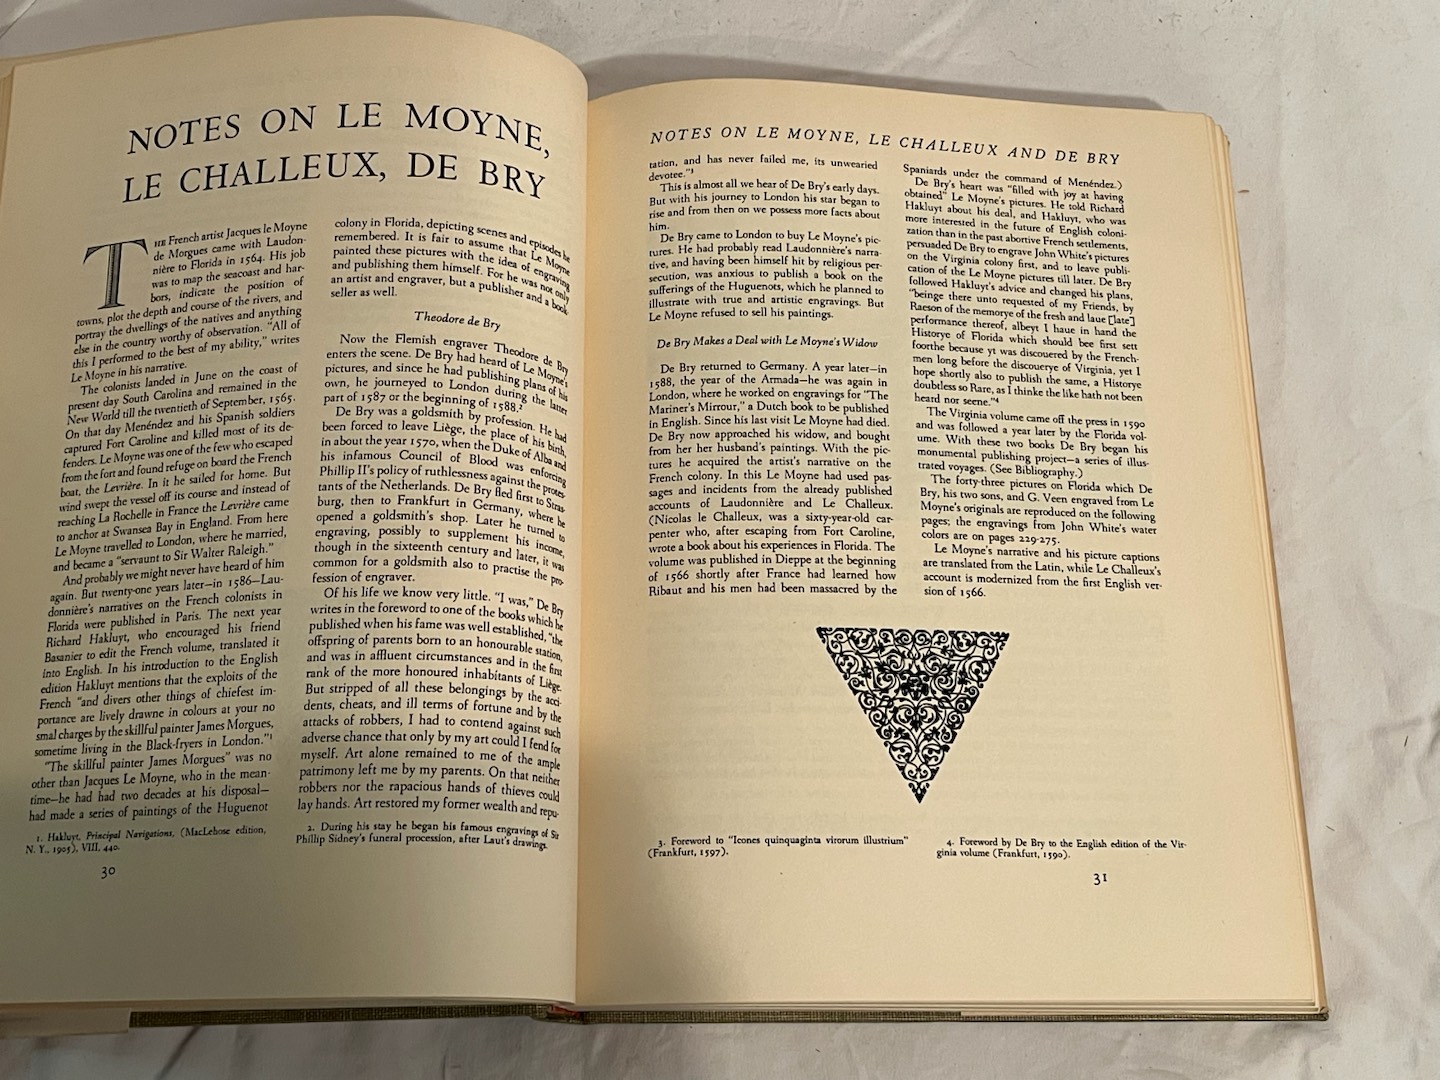 NOTES ON LE MOYNE,
LE CHALLEUX, DE BRY
THE French artist Jacques le Moyne
de Morgues came with Laudon-
nière to Florida in 1564. His job
was to map the seacoast and har-
bors, indicate the position of
towns, plot the depth and course of the rivers, and
portray the dwellings of the natives and anything
else in the country worthy of observation. "All of
this I performed to the best of my ability," writes
Le Moyne in his narrative.
The colonists landed in June on the coast of
present day South Carolina and remained in the
New World till the twentieth of September, 1565.
On that day Menéndez and his Spanish soldiers
captured Fort Caroline and killed most of its de-
fenders. Le Moyne was one of the few who escaped
from the fort and found refuge on board the French
boat, the Levrière. In it he sailed for home. But
wind swept the vessel off its course and instead of
reaching La Rochelle in France the Levrière came
to anchor at Swansea Bay in England. From here
Le Moyne travelled to London, where he married,
and became a "servaunt to Sir Walter Raleigh."
And probably we might never have heard of him
again. But twenty-one years later—in 1586—Lau-
donnière's narratives on the French colonists in
Florida were published in Paris. The next year
Richard Hakluyt, who encouraged his friend
Basanier to edit the French volume, translated it
into English. In his introduction to the English
edition Hakluyt mentions that the exploits of the
French "and divers other things of chiefest im-
portance are lively drawne in colours at your no
smal charges by the skillful painter James Morgues,
sometime living in the Black-fryers in London."¹
"The skillful painter James Morgues" was no
other than Jacques Le Moyne, who in the mean-
time—he had had two decades at his disposal—
had made a series of paintings of the Huguenot
1. Hakluyt, Principal Navigations, (MacLehose edition,
N. Y., 1905), VIII, 440.
30
colony in Florida, depicting scenes and episodes he
remembered. It is fair to assume that Le Moyne
painted these pictures with the idea of engraving
and publishing them himself. For he was not only
an artist and engraver, but a publisher and a book-
seller as well.
Theodore de Bry
Now the Flemish engraver Theodore de Bry
enters the scene. De Bry had heard of Le Moyne's
pictures, and since he had publishing plans of his
own, he journeyed to London during the latter
part of 1587 or the beginning of 1588.²
De Bry was a goldsmith by profession. He had
been forced to leave Liège, the place of his birth,
in about the year 1570, when the Duke of Alba and
his infamous Council of Blood was enforcing
Phillip II's policy of ruthlessness against the protes-
tants of the Netherlands. De Bry fled first to Stras-
burg, then to Frankfurt in Germany, where he
opened a goldsmith's shop. Later he turned to
engraving, possibly to supplement his income,
though in the sixteenth century and later, it was
common for a goldsmith also to practise the pro-
fession of engraver.
Of his life we know very little. "I was," De Bry
writes in the foreword to one of the books which he
published when his fame was well established, "the
offspring of parents born to an honourable station,
and was in affluent circumstances and in the first
rank of the more honoured inhabitants of Liège.
But stripped of all these belongings by the acci-
dents, cheats, and ill terms of fortune and by the
attacks of robbers, I had to contend against such
adverse chance that only by my art could I fend for
myself. Art alone remained to me of the ample
patrimony left me by my parents. On that neither
robbers nor the rapacious hands of thieves could
lay hands. Art restored my former wealth and repu-
2. During his stay he began his famous engravings of Sir
Phillip Sidney's funeral procession, after Laut's drawings.
NOTES ON LE MOYNE, LE CHALLEUX AND DE BRY
tation, and has never failed me, its unwearied
devotee."³
This is almost all we hear of De Bry's early days.
But with his journey to London his star began to
rise and from then on we possess more facts about
him.
De Bry came to London to buy Le Moyne's pic-
tures. He had probably read Laudonnière's narra-
tive, and having been himself hit by religious per-
secution, was anxious to publish a book on the
sufferings of the Huguenots, which he planned to
illustrate with true and artistic engravings. But
Le Moyne refused to sell his paintings.
De Bry Makes a Deal with Le Moyne's Widow
De Bry returned to Germany. A year later—in
1588, the year of the Armada—he was again in
London, where he worked on engravings for "The
Mariner's Mirrour," a Dutch book to be published
in English. Since his last visit Le Moyne had died.
De Bry now approached his widow, and bought
from her her husband's paintings. With the pic-
tures he acquired the artist's narrative on the
French colony. In this Le Moyne had used pas-
sages and incidents from the already published
accounts of Laudonnière and Le Challeux.
(Nicolas le Challeux, was a sixty-year-old car-
penter who, after escaping from Fort Caroline,
wrote a book about his experiences in Florida. The
volume was published in Dieppe at the beginning
of 1566 shortly after France had learned how
Ribaut and his men had been massacred by the
Spaniards under the command of Menéndez.)
De Bry's heart was "filled with joy at having
obtained" Le Moyne's pictures. He told Richard
Hakluyt about his deal, and Hakluyt, who was
more interested in the future of English coloni-
zation than in the past abortive French settlements,
persuaded De Bry to engrave John White's pictures
on the Virginia colony first, and to leave publi-
cation of the Le Moyne pictures till later. De Bry
followed Hakluyt's advice and changed his plans,
"beinge there unto requested of my Friends, by
Raeson of the memorye of the fresh and laue [late]
performance thereof, albeyt I haue in hand the
Historye of Florida which should bee first sett
foorthe because yt was discouered by the French-
men long before the discouerye of Virginia, yet I
hope shortly also to publish the same, a Historye
doubtless so Rare, as I thinke the like hath not been
heard nor seene."⁴
The Virginia volume came off the press in 1590
and was followed a year later by the Florida vol-
ume. With these two books De Bry began his
monumental publishing project—a series of illus-
trated voyages. (See Bibliography.)
The forty-three pictures on Florida which De
Bry, his two sons, and G. Veen engraved from Le
Moyne's originals are reproduced on the following
pages; the engravings from John White's water
colors are on pages 229-275.
Le Moyne's narrative and his picture captions
are translated from the Latin, while Le Challeux's
account is modernized from the first English ver-
sion of 1566.
3. Foreword to "Icones quinquaginta virorum illustrium"
(Frankfurt, 1597).
4. Foreword by De Bry to the English edition of the Vir-
ginia volume (Frankfurt, 1590).
31